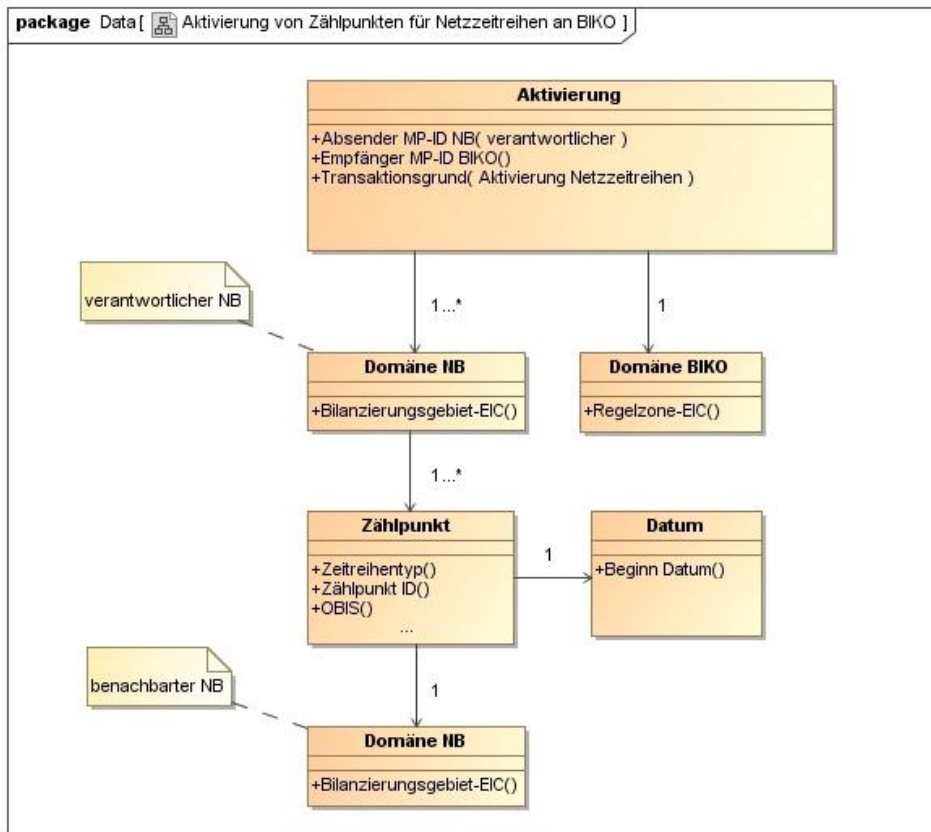 package Data [ Aktivierung von Zählpunkten für Netzzeitreihen an BIKO ]
Aktivierung
+Absender MP-ID NB( verantwortlicher )
+Empfänger MP-ID BIKO()
+Transaktionsgrund( Aktivierung Netzzeitreihen )
verantwortlicher NB
1...*
1
Domäne NB
+Bilanzierungsgebiet-EIC()
Domäne BIKO
+Regelzone-EIC()
1...*
Zählpunkt
+Zeitreihentyp()
+Zählpunkt ID()
+OBIS()
...
1
Datum
+Beginn Datum()
benachbarter NB
1
Domäne NB
+Bilanzierungsgebiet-EIC()